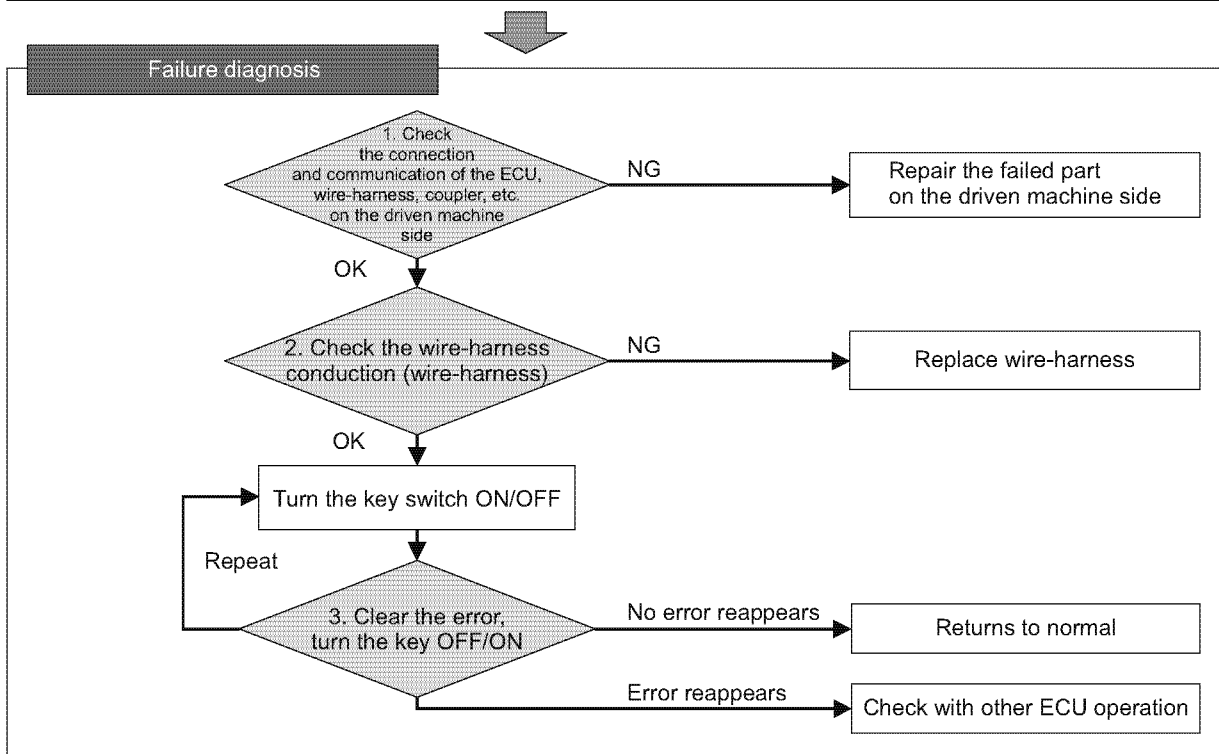 Failure diagnosis
1. Check
the connection
and communication of the ECU,
wire-harness, coupler, etc.
on the driven machine
side
NG
Repair the failed part
on the driven machine side
OK
2. Check the wire-harness
conduction (wire-harness)
NG
Replace wire-harness
OK
Turn the key switch ON/OFF
Repeat
3. Clear the error,
turn the key OFF/ON
No error reappears
Returns to normal
Error reappears
Check with other ECU operation